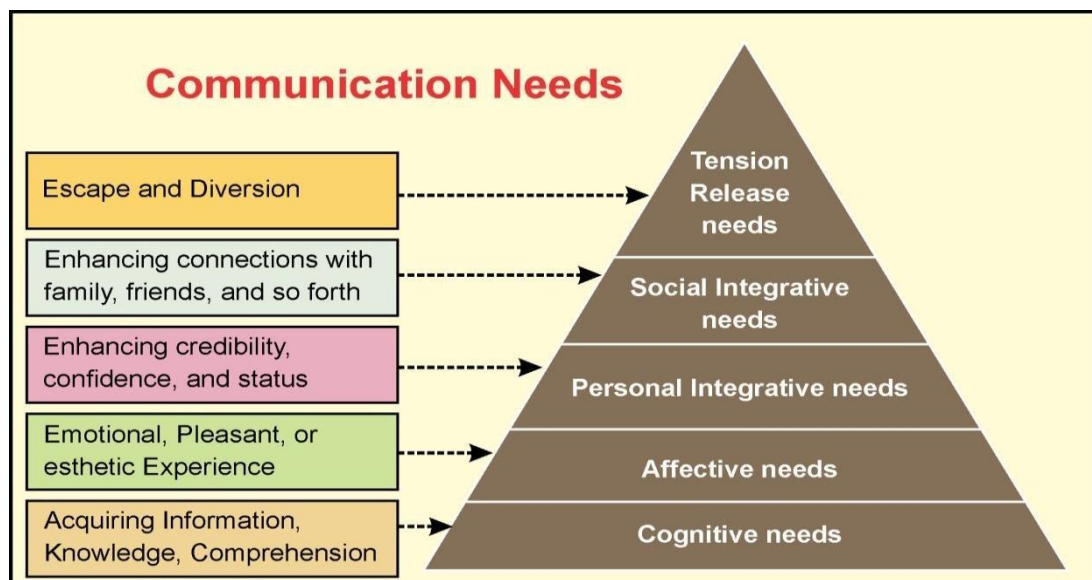 Communication Needs
Escape and Diversion
Enhancing connections with
family, friends, and so forth
Enhancing credibility,
confidence, and status
Emotional, Pleasant, or
esthetic Experience
Acquiring Information,
Knowledge, Comprehension
Tension
Release
needs
Social Integrative
needs
Personal Integrative needs
Affective needs
Cognitive needs